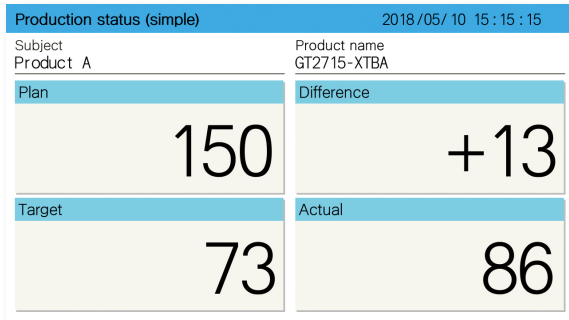 Production status (simple) 2018/05/10 15:15:15
Subject Product name
Product A GT2715-XTBA
Plan Difference
150 +13
Target Actual
73 86